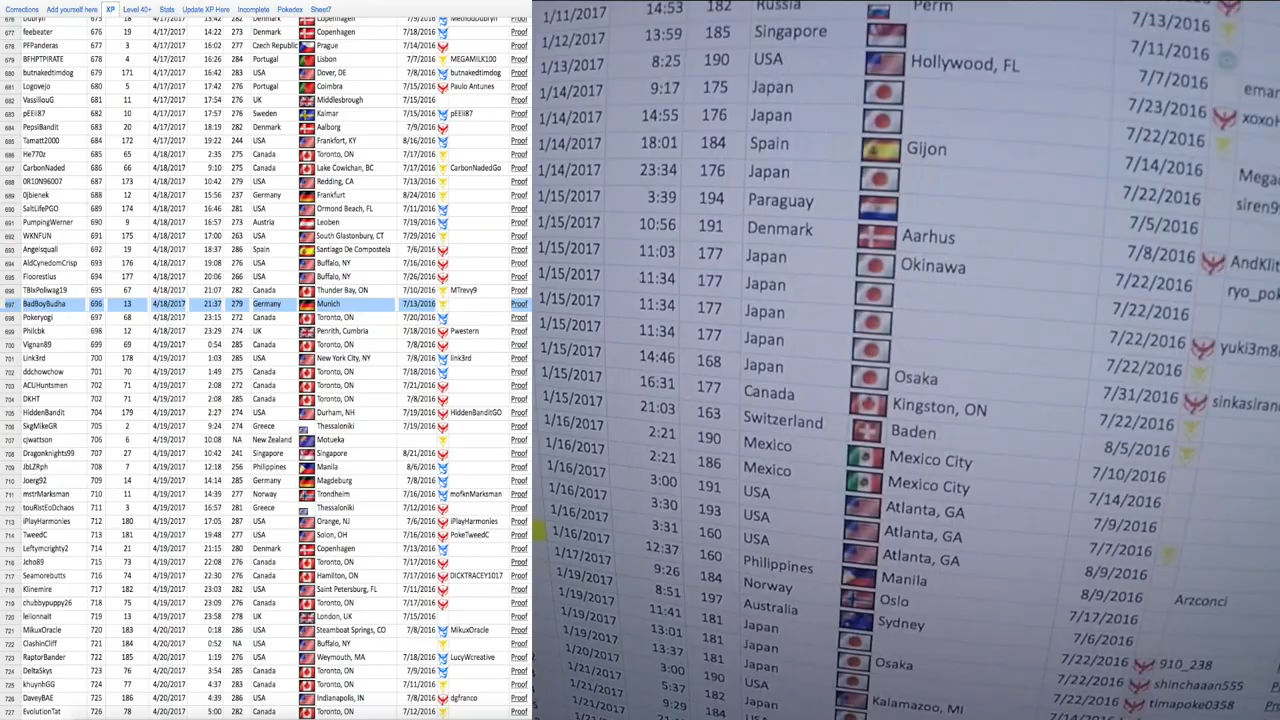 Corrections Add yourself here XP Level 40+ Stats Update XP Here Incomplete Pokedex Sheet7
677 feebeater 676 19 4/17/2017 14:22 273 Denmark Copenhagen 7/18/2016 Proof
678 PFPanderas 677 3 4/17/2017 16:02 277 Czech Republic Prague 7/14/2016 Proof
679 BFHPTPIRATE 678 4 4/17/2017 16:26 284 Portugal Lisbon 7/7/2016 MEGAMILK100 Proof
680 butnakedtimdog 679 171 4/17/2017 16:42 283 USA Dover, DE 7/8/2016 butnakedtimdog Proof
681 Logovejo 680 5 4/17/2017 17:42 276 Portugal Coimbra 7/15/2016 Paulo Antunes Proof
682 VassilouG 681 11 4/17/2017 17:54 276 UK Middlesbrough 7/15/2016 Proof
683 pEEii87 682 10 4/17/2017 17:57 276 Sweden Kalmar 7/15/2016 pEEii87 Proof
684 PepsiBandit 683 20 4/17/2017 18:19 282 Denmark Aalborg 7/9/2016 Proof
685 Tamatt2000 684 172 4/17/2017 19:22 244 USA Frankfort, KY 8/16/2016 Proof
686 He770z 685 65 4/18/2017 2:35 275 Canada Toronto, ON 7/17/2016 Proof
687 CarbonNaded 686 66 4/18/2017 9:10 275 Canada Lake Cowichan, BC 7/17/2016 CarbonNadedGo Proof
688 0R10N96007 687 173 4/18/2017 10:42 279 USA Redding, CA 7/13/2016 Proof
689 Djbienek 688 12 4/18/2017 15:36 237 Germany Frankfurt 8/24/2016 Proof
690 SaltLifePGO 689 174 4/18/2017 15:46 281 USA Ormond Beach, FL 7/11/2016 Proof
691 PumpingWerner 690 9 4/18/2017 16:57 273 Austria Leoben 7/19/2016 Proof
692 WKNFUN 691 175 4/18/2017 17:00 263 USA South Glastonbury, CT 7/29/2016 Proof
693 Angeisquall 692 19 4/18/2017 18:37 286 Spain Santiago De Compostela 7/6/2016 Proof
694 AldCynedomCrisp 693 176 4/18/2017 18:48 276 USA Buffalo, NY 7/16/2016 Proof
695 Floorestius 694 177 4/18/2017 20:06 266 USA Buffalo, NY 7/26/2016 Proof
696 TBIxPoliwag19 695 67 4/18/2017 21:07 282 Canada Thunder Bay, ON 7/10/2016 MTrevy9 Proof
697 BadBoyBudha 696 13 4/18/2017 21:37 279 Germany Munich 7/13/2016 Proof
698 Pokeryogi 697 68 4/18/2017 23:15 272 Canada Toronto, ON 7/20/2016 Proof
699 Philcbk 698 12 4/18/2017 23:29 274 UK Penrith, Cumbria 7/18/2016 Pwestern Proof
700 Vignan89 699 69 4/19/2017 0:54 285 Canada Toronto, ON 7/8/2016 Proof
701 Link3rd 700 178 4/19/2017 1:03 285 USA New York City, NY 7/8/2016 link3rd Proof
702 ddchowchow 701 70 4/19/2017 1:49 275 Canada Toronto, ON 7/18/2016 Proof
703 ACUHuntsmen 702 71 4/19/2017 2:08 272 Canada Toronto, ON 7/21/2016 Proof
704 DKHT 704 71 4/19/2017 2:08 285 Canada Toronto, ON 7/8/2016 Proof
705 HiddenBandit 704 179 4/19/2017 2:27 274 USA Durham, NH 7/19/2016 HiddenBanditGO Proof
706 SkgMikeGR 705 2 4/19/2017 9:24 274 Greece Thessaloniki 7/19/2016 Proof
707 cjwattson 706 6 4/19/2017 10:08 NA New Zealand Motueka Proof
708 Dragonknights99 707 27 4/19/2017 10:42 241 Singapore Singapore 8/21/2016 Proof
709 JbLZRph 708 7 4/19/2017 12:18 256 Philippines Manila 8/6/2016 Proof
710 Joerg92 709 14 4/19/2017 14:14 285 Germany Magdeburg 7/8/2016 Proof
711 mstrMarksman 710 11 4/19/2017 14:39 277 Norway Trondheim 7/16/2016 mofknMarksman Proof
712 touRistEoDchaos 711 3 4/19/2017 16:57 281 Greece Thessaloniki 7/12/2016 Proof
713 iPlayHarmonies 712 180 4/19/2017 17:05 287 USA Orange, NJ 7/6/2016 iPlayHarmonies Proof
714 TweedC 713 181 4/19/2017 19:48 277 USA Solon, OH 7/16/2016 PokeTweedC Proof
715 Leftymcrighty2 714 21 4/19/2017 21:15 280 Denmark Copenhagen 7/13/2016 Proof
716 Jcho89 715 73 4/19/2017 22:08 276 Canada Toronto, ON 7/17/2016 Proof
717 Seamorebutts 716 74 4/19/2017 22:30 276 Canada Hamilton, ON 7/17/2016 DICKTRACEY1017 Proof
718 Klinemire 717 182 4/19/2017 23:03 282 USA Saint Petersburg, FL 7/11/2016 Proof
719 chubbypuppy26 718 75 4/19/2017 23:09 276 Canada Toronto, ON 7/17/2016 Proof
720 lelionnait 719 13 4/19/2017 23:58 278 UK London, UK 7/15/2016 Proof
721 MikuxOracle 720 183 4/20/2017 0:18 286 USA Steamboat Springs, CO 7/8/2016 MikuxOracle Proof
722 ClashinCliff 721 184 4/20/2017 0:52 NA USA Buffalo, NY Proof
723 RaptorBander 722 185 4/20/2017 1:19 276 USA Weymouth, MA 7/18/2016 LucyWcreative Proof
724 DeltaSkys 723 76 4/20/2017 3:54 285 Canada Toronto, ON 7/9/2016 Proof
725 khuynhGG 724 77 4/20/2017 4:37 283 Canada Toronto, ON 7/11/2016 Proof
726 DaveyBAE 725 186 4/20/2017 4:39 286 USA Indianapolis, IN 7/8/2016 dgfranco Proof
727 EvolutionTat 726 78 4/20/2017 5:00 282 Canada Toronto, ON 7/12/2016 Proof
1/11/2017 14:53 182 Russia Perm 7/13/2016
1/12/2017 13:59 185 Singapore 7/11/2016
1/13/2017 8:25 190 USA Hollywood, FL 7/7/2016
1/14/2017 9:17 175 Japan 7/23/2016
1/14/2017 14:55 176 Japan 7/22/2016
1/14/2017 18:01 184 Spain Gijon 7/14/2016
1/14/2017 23:34 176 Japan 7/22/2016
1/15/2017 3:39 194 Paraguay 7/5/2016
1/15/2017 10:56 191 Denmark Aarhus 7/8/2016
1/15/2017 11:03 177 Japan Okinawa 7/22/2016
1/15/2017 11:34 177 Japan 7/22/2016
1/15/2017 11:34 177 Japan 7/22/2016
1/15/2017 11:34 177 Japan 7/22/2016
1/15/2017 14:46 168 Japan Osaka 7/31/2016
1/15/2017 16:31 177 Canada Kingston, ON 7/22/2016
1/16/2017 21:03 163 Switzerland Baden 8/5/2016
1/16/2017 2:21 190 Mexico Mexico City 7/10/2016
1/16/2017 2:21 186 Mexico Mexico City 7/14/2016
3:00 191 USA Atlanta, GA 7/9/2016
3:30 193 USA Atlanta, GA 7/7/2016
3:31 160 USA Atlanta, GA 8/9/2016
12:37 160 Philippines Manila 8/9/2016 Arzconci
9:26 184 Norway Oslo 7/17/2016
8:51 197 Australia Sydney 7/6/2016
11:41 181 Japan 7/22/2016
13:01 181 Japan Osaka 7/22/2016
13:37 181 Japan 7/22/2016 tlmapoke0358
3:00 190 USA Kalamazoo, MI